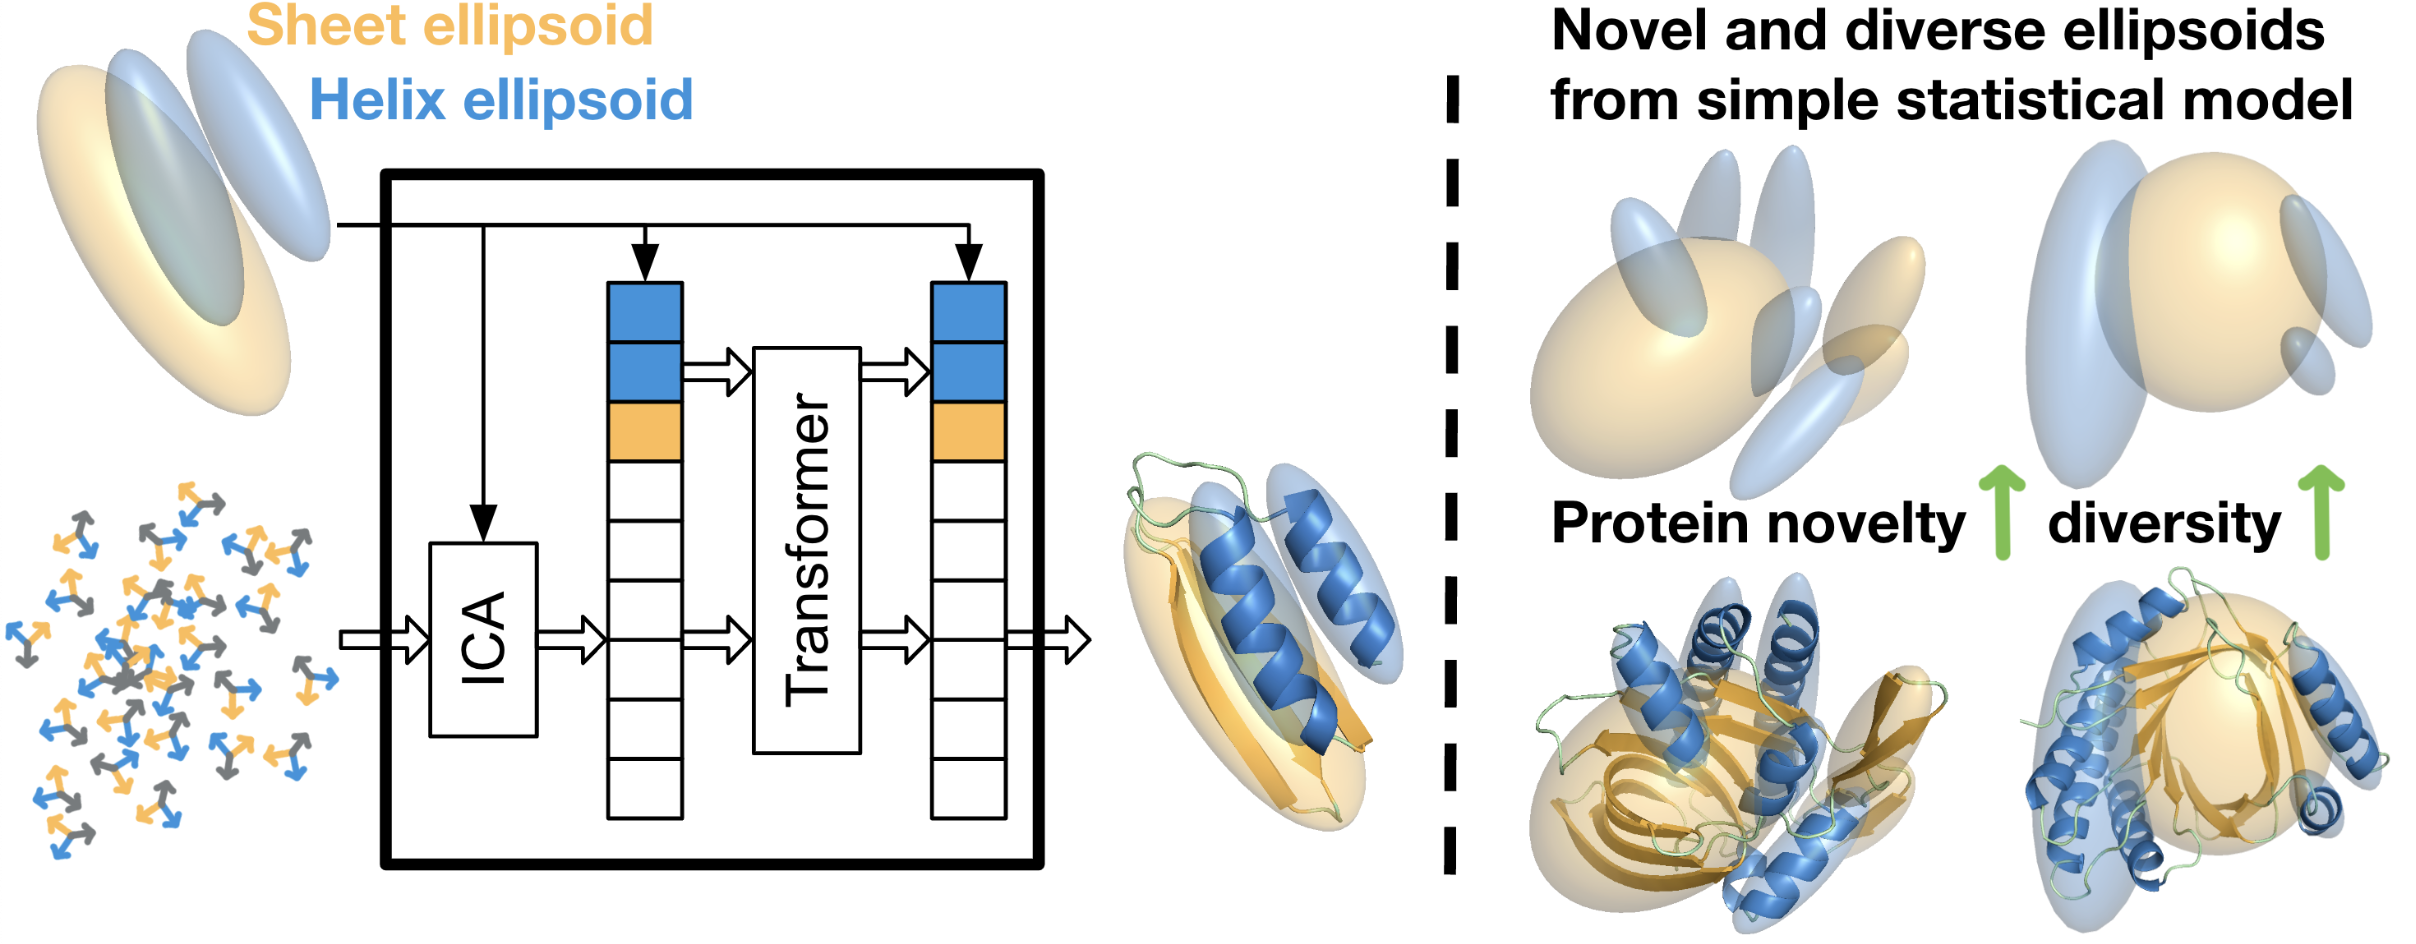 Sheet ellipsoid
Helix ellipsoid
ICA
Transformer
Novel and diverse ellipsoids
from simple statistical model
Protein novelty
diversity